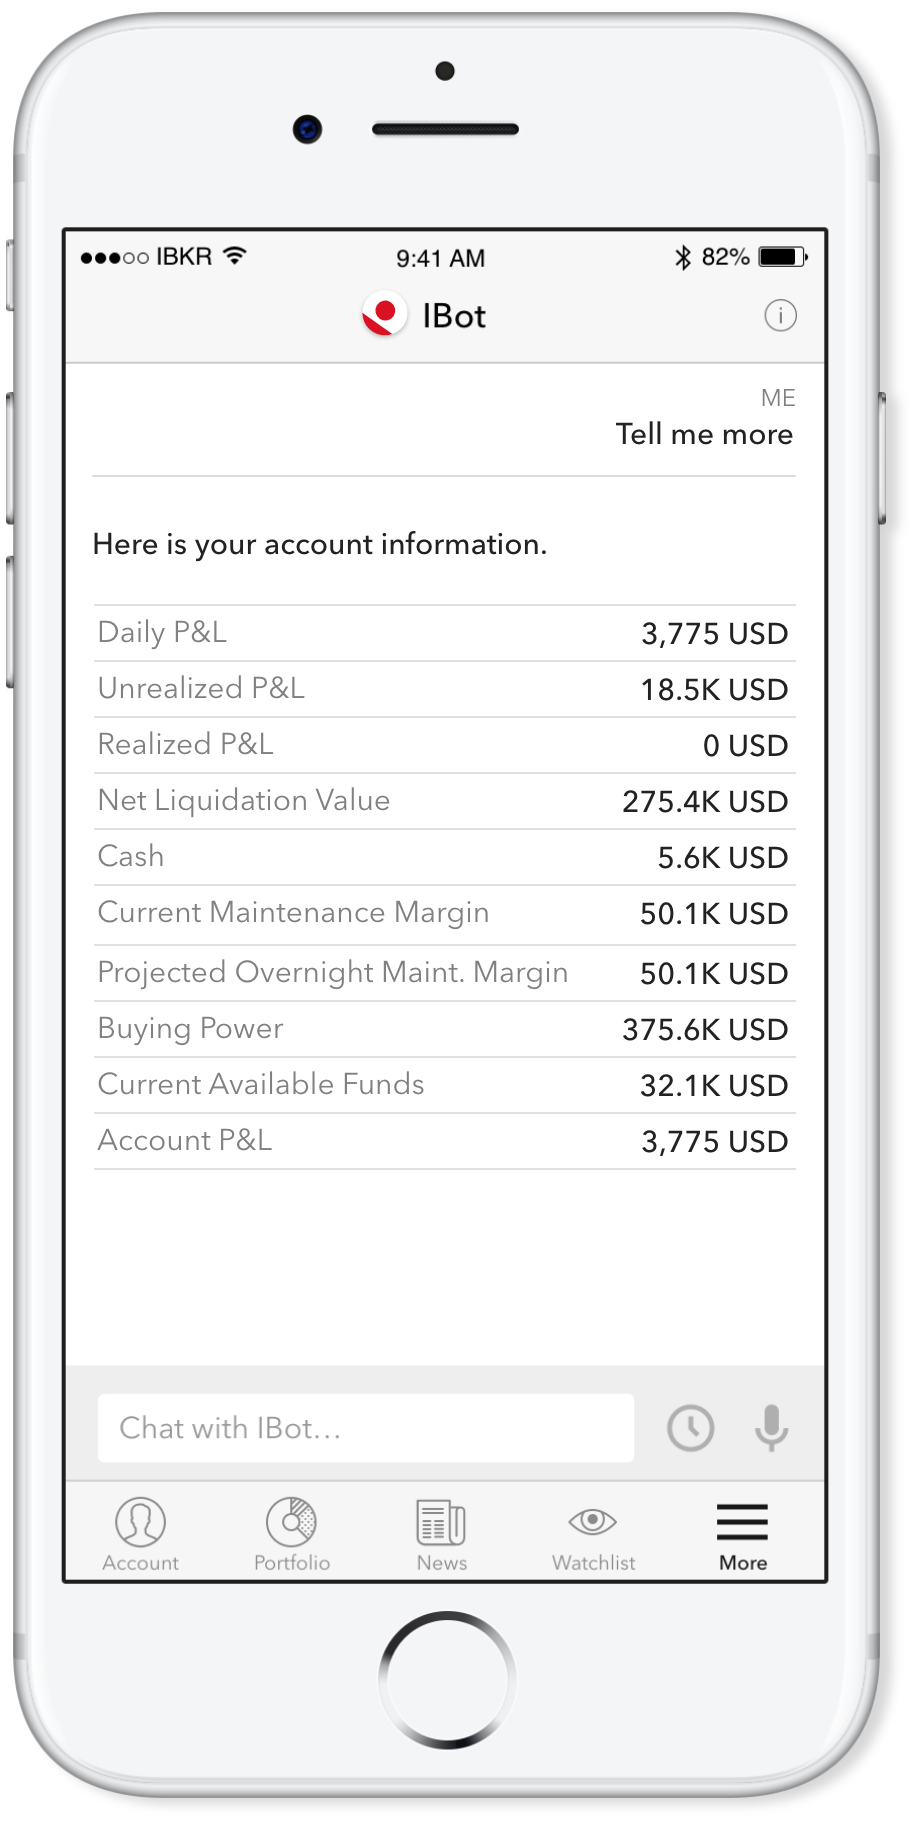 IBKR 9:41 AM 82%
IBot
ME
Tell me more
Here is your account information.
Daily P&L 3,775 USD
Unrealized P&L 18.5K USD
Realized P&L 0 USD
Net Liquidation Value 275.4K USD
Cash 5.6K USD
Current Maintenance Margin 50.1K USD
Projected Overnight Maint. Margin 50.1K USD
Buying Power 375.6K USD
Current Available Funds 32.1K USD
Account P&L 3,775 USD
Chat with IBot...
Account Portfolio News Watchlist More